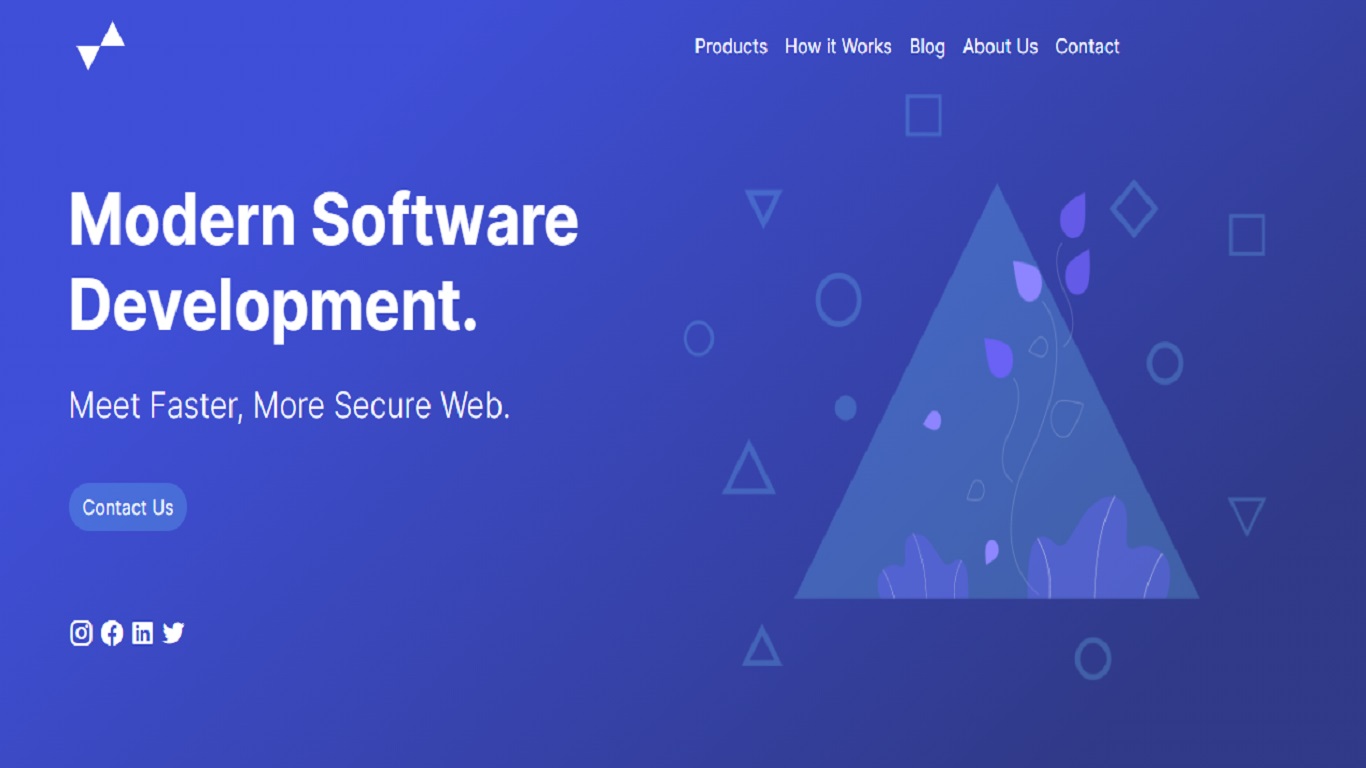 Products How it Works Blog About Us Contact
Modern Software
Development.
Meet Faster, More Secure Web.
Contact Us